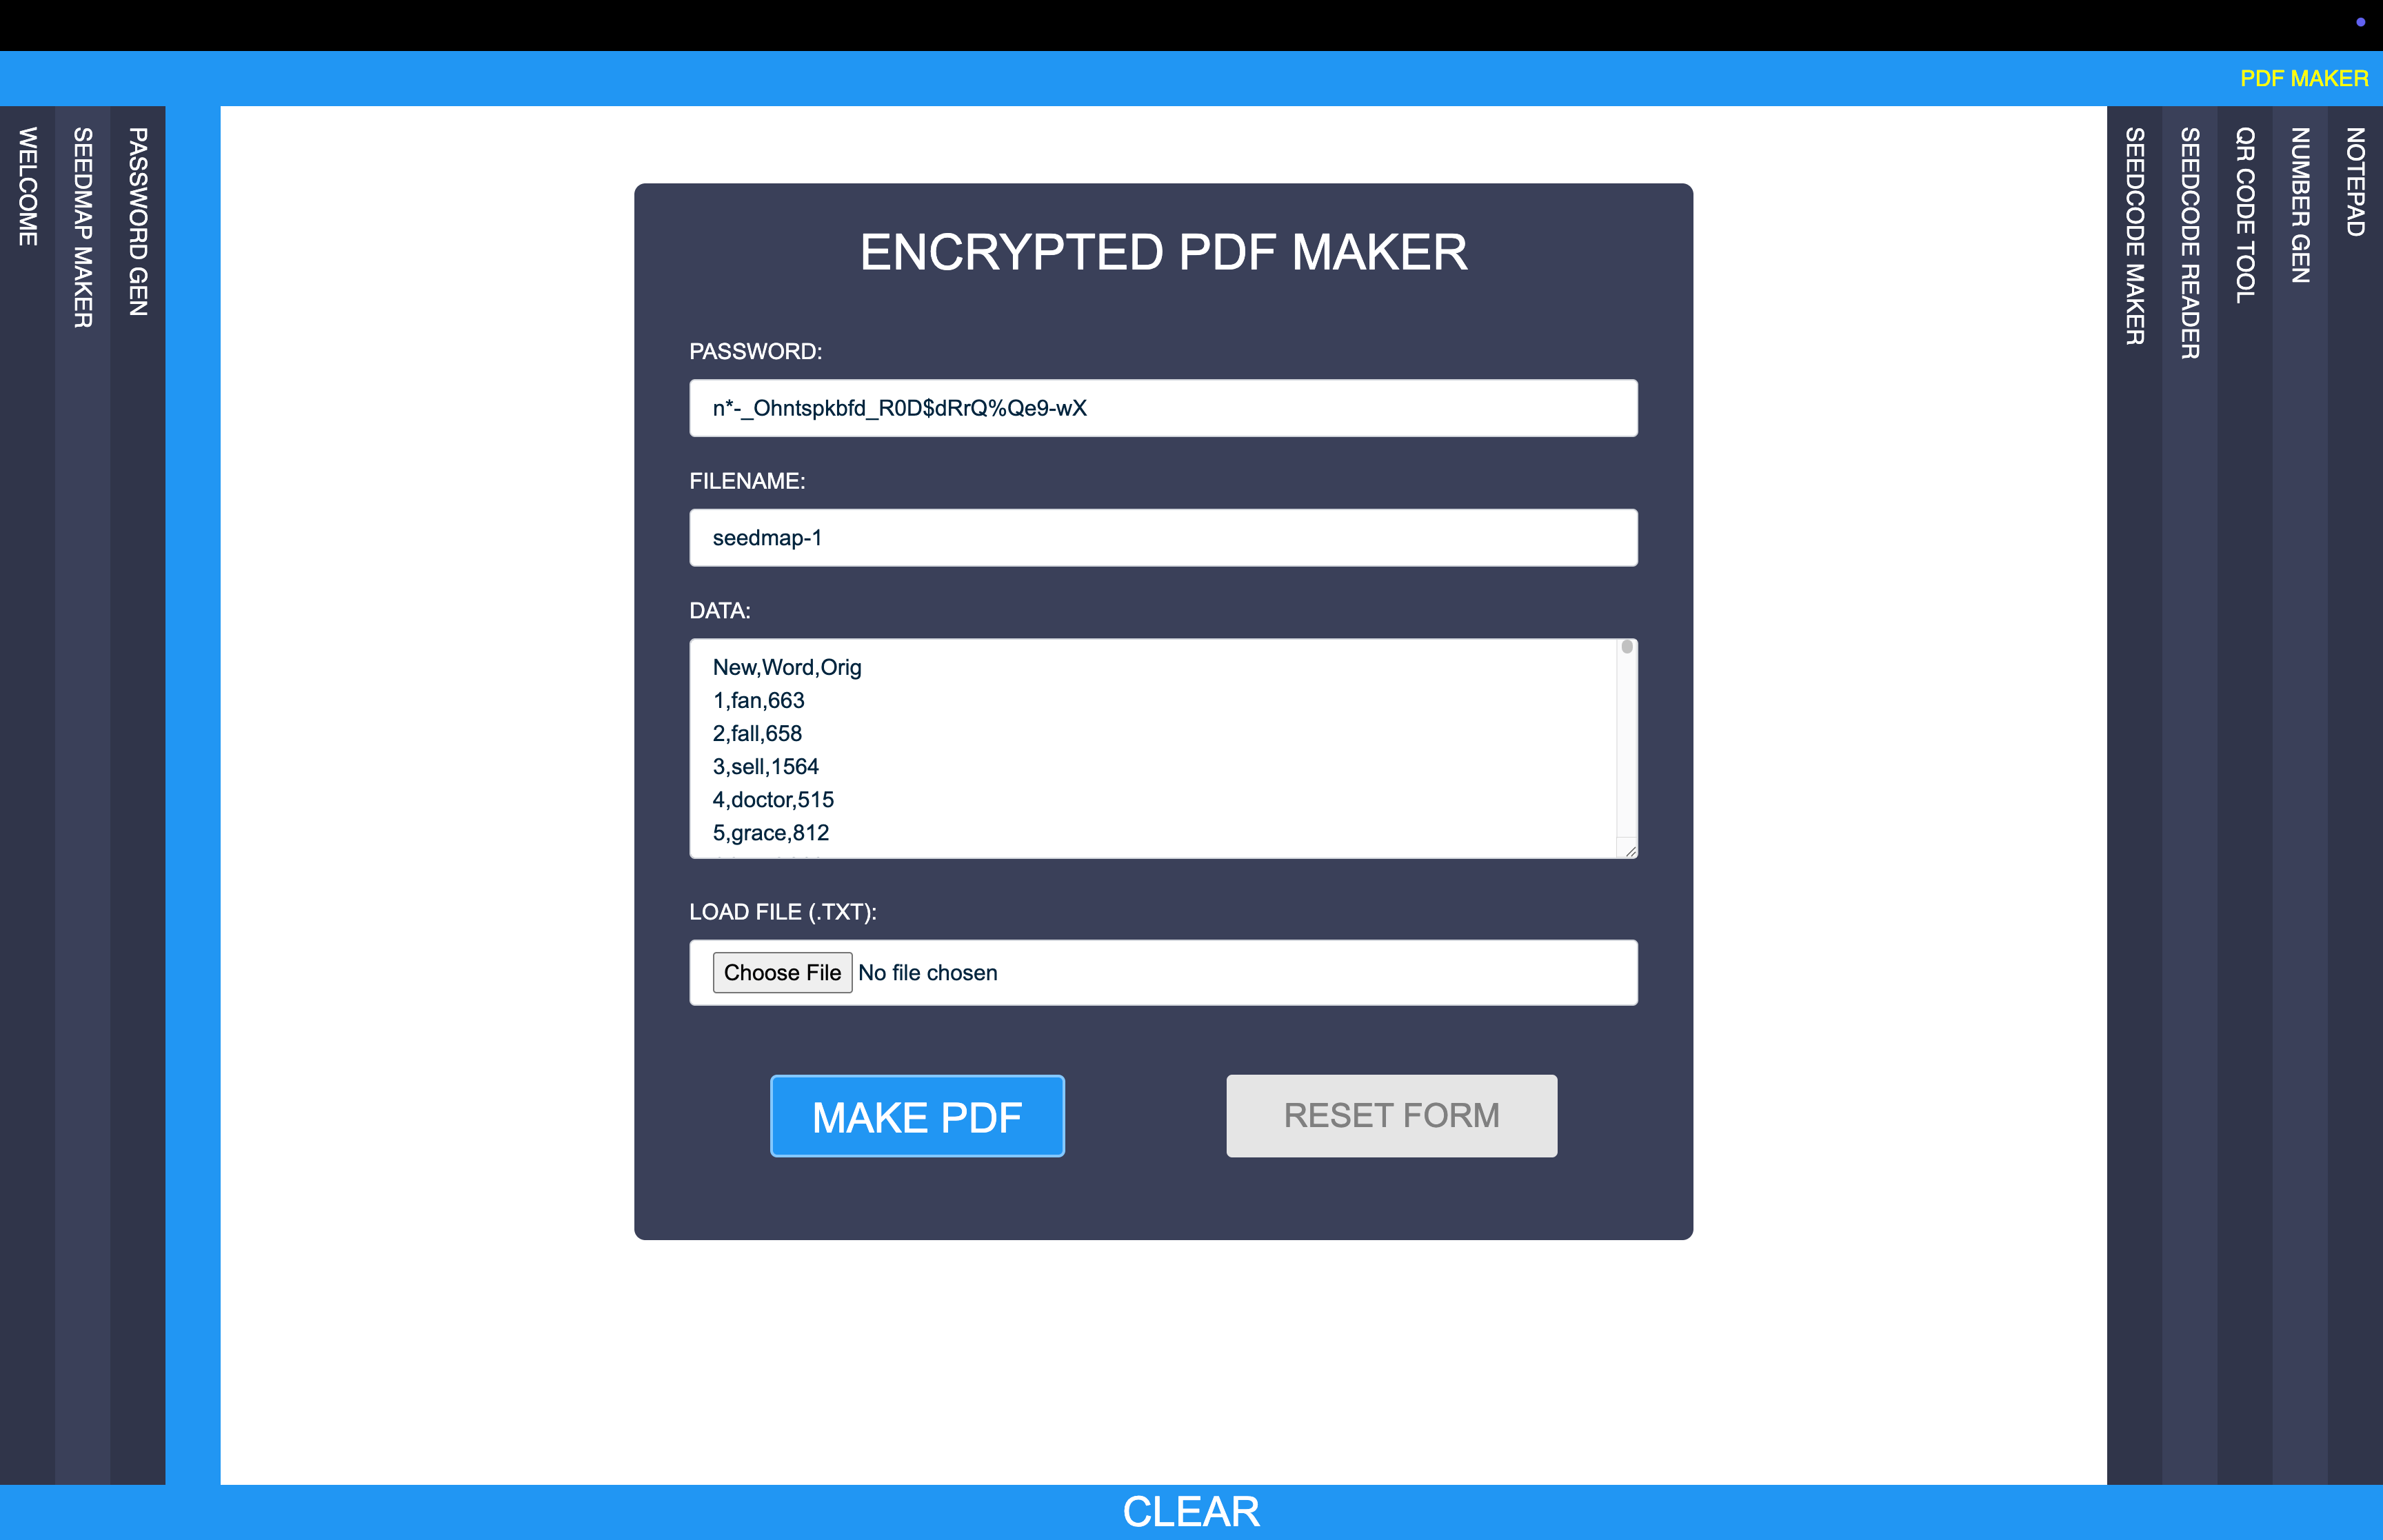 PDF MAKER
WELCOME
SEEDMAP MAKER
PASSWORD GEN
ENCRYPTED PDF MAKER
PASSWORD:
n*-_Ohntspkbfd_R0D$dRrQ%Qe9-wX
FILENAME:
seedmap-1
DATA:
New,Word,Orig
1,fan,663
2,fall,658
3,sell,1564
4,doctor,515
5,grace,812
LOAD FILE (.TXT):
Choose File No file chosen
MAKE PDF
RESET FORM
SEEDCODE MAKER
SEEDCODE READER
QR CODE TOOL
NUMBER GEN
NOTEPAD
CLEAR